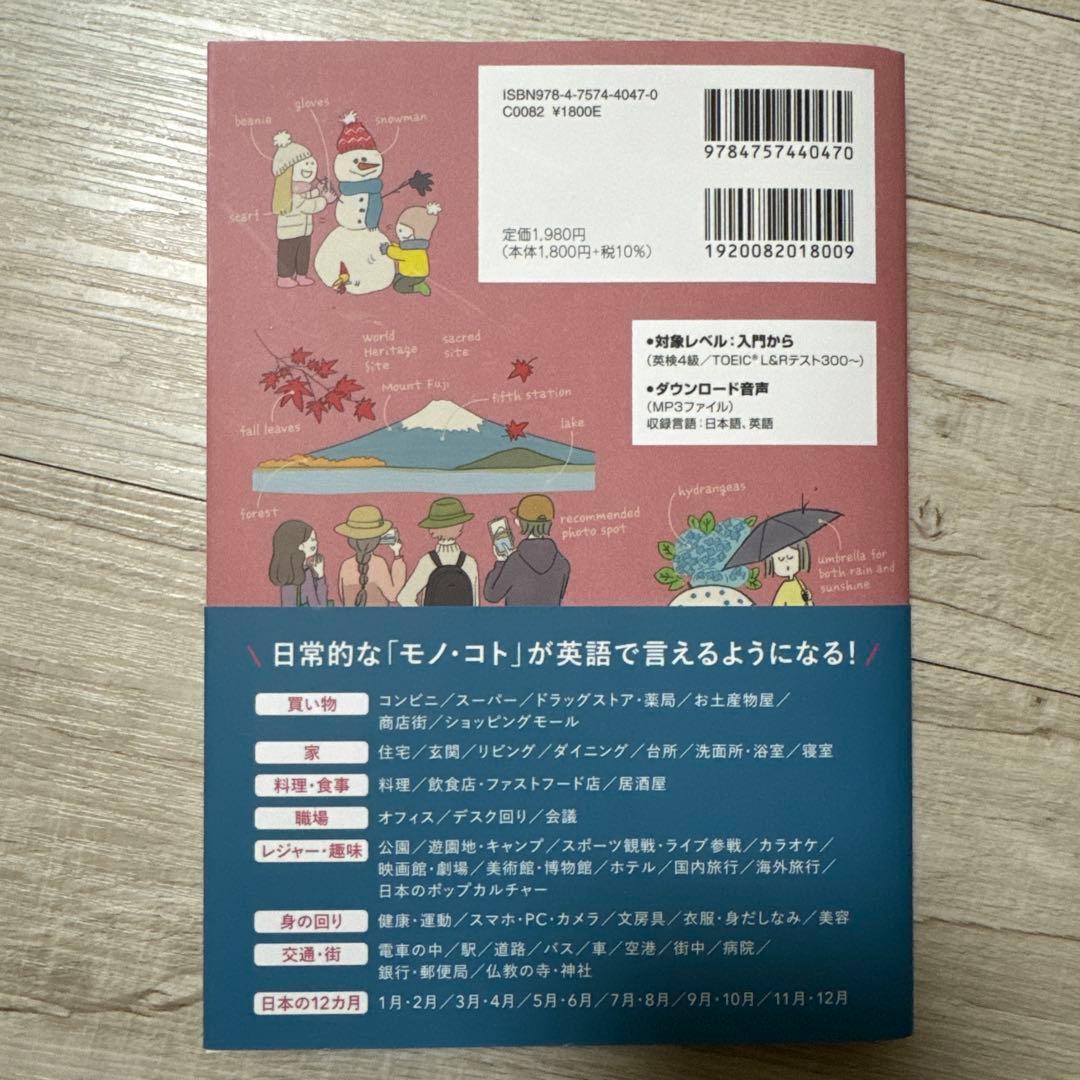 ISBN978-4-7574-4047-0
C0082 ¥1800E
9784757440470
定価1,980円
(本体1,800円+税10%)
1920082018009
beanie
gloves
snowman
scarf
●対象レベル：入門から
(英検4級／TOEIC® L&Rテスト300〜)
●ダウンロード音声
(MP3ファイル)
収録言語：日本語、英語
world
Heritage
Site
sacred
site
Mount Fuji
fifth station
fall leaves
lake
forest
recommended
photo spot
hydrangeas
umbrella for
both rain and
sunshine
\ 日常的な「モノ・コト」が英語で言えるようになる! /
買い物
コンビニ／スーパー／ドラッグストア・薬局／お土産物屋／
商店街／ショッピングモール
家
住宅／玄関／リビング／ダイニング／台所／洗面所・浴室／寝室
料理・食事
料理／飲食店・ファストフード店／居酒屋
職場
オフィス／デスク回り／会議
レジャー・趣味
公園／遊園地・キャンプ／スポーツ観戦・ライブ参戦／カラオケ／
映画館・劇場／美術館・博物館／ホテル／国内旅行／海外旅行／
日本のポップカルチャー
身の回り
健康・運動／スマホ・PC・カメラ／文房具／衣服・身だしなみ／美容
交通・街
電車の中／駅／道路／バス／車／空港／街中／病院／
銀行・郵便局／仏教の寺・神社
日本の12カ月
1月・2月／3月・4月／5月・6月／7月・8月／9月・10月／11月・12月